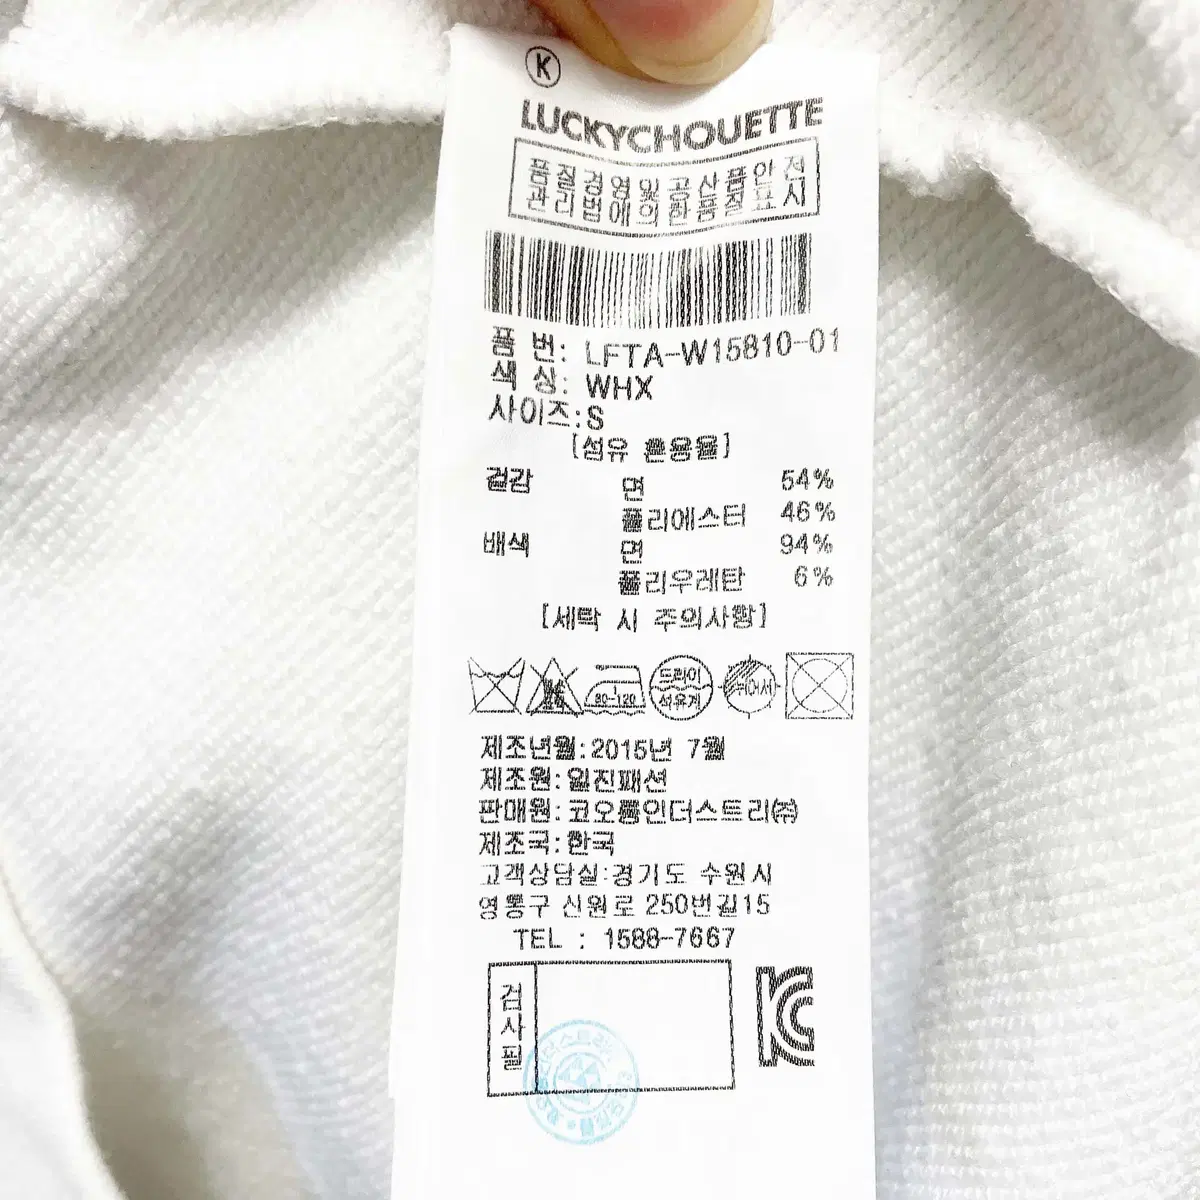 K
LUCKYCHOUETTE
품질경영및공산품안전
관리법에의한품질표시
품 번: LFTA-W15810-01
색 상: WHX
사이즈:S
[섬유 혼용율]
겉감 면 54%
폴리에스터 46%
배색 면 94%
폴리우레탄 6%
[세탁 시 주의사항]
80-120 드라이 석유계 뉘어서
제조년월:2015년 7월
제조원:일진패션
판매원:코오롱인더스트리㈜
제조국:한국
고객상담실:경기도 수원시
영통구 신원로 250번길15
TEL : 1588-7667
검사필
KC